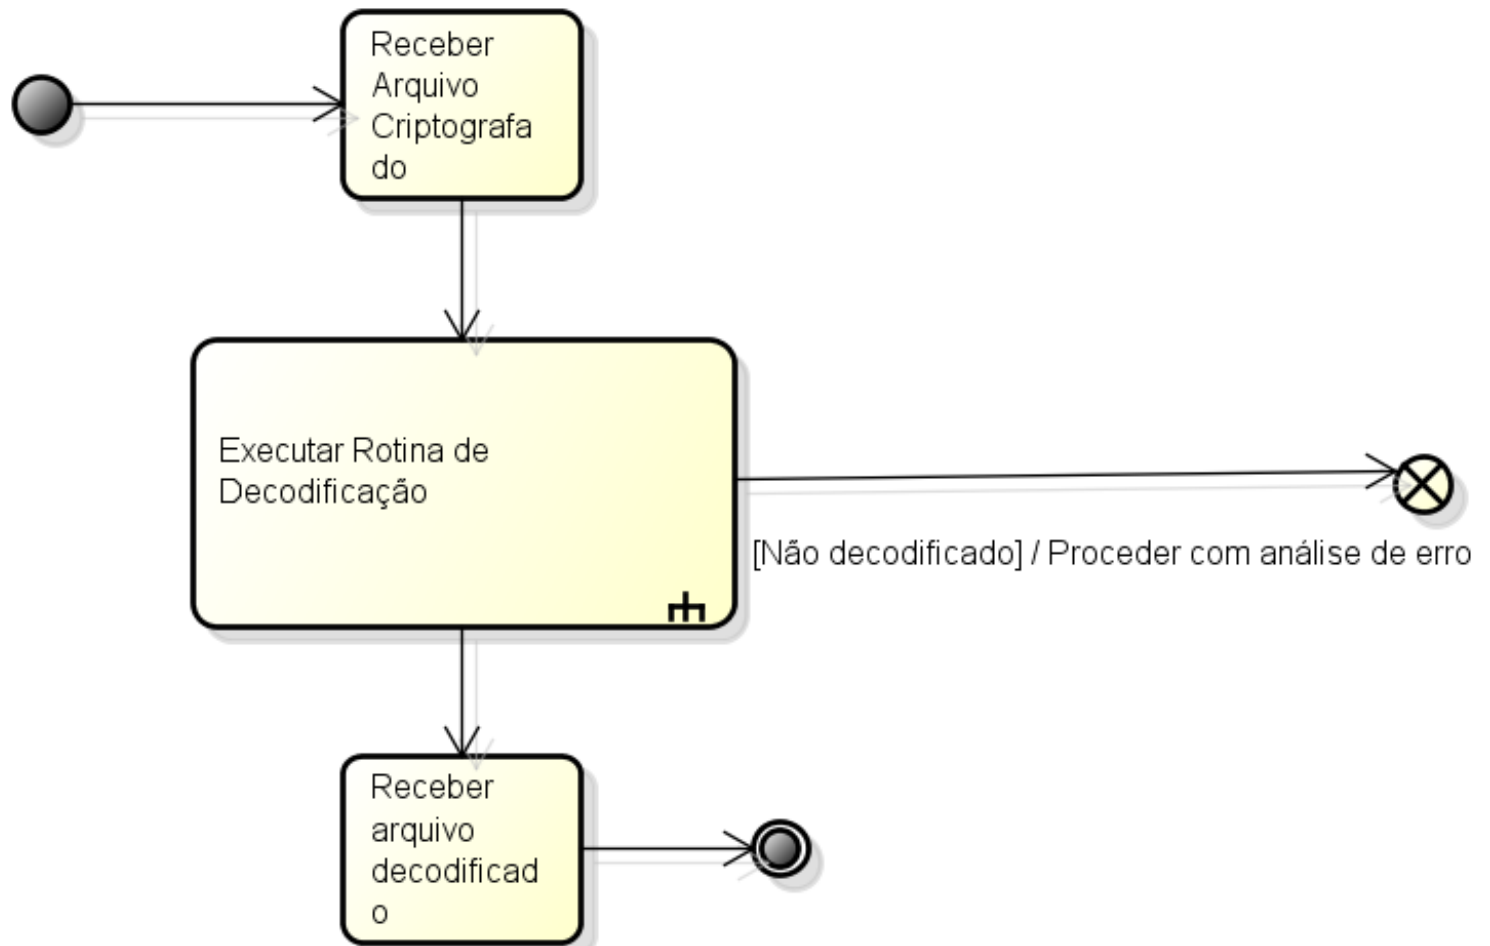 Receber
Arquivo
Criptografa
do
Executar Rotina de
Decodificação
[Não decodificado] / Proceder com análise de erro
Receber
arquivo
decodificad
o